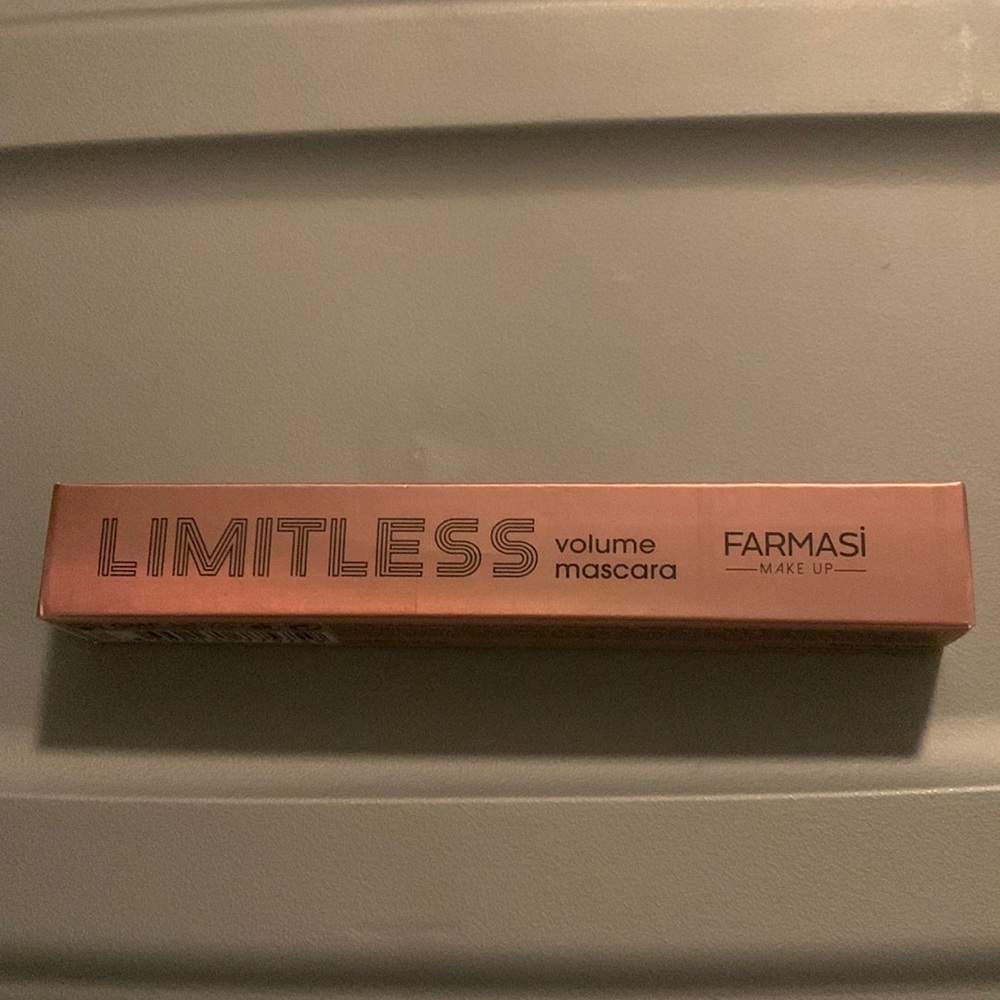 LIMITLESS
volume
mascara
FARMASİ
MAKE UP